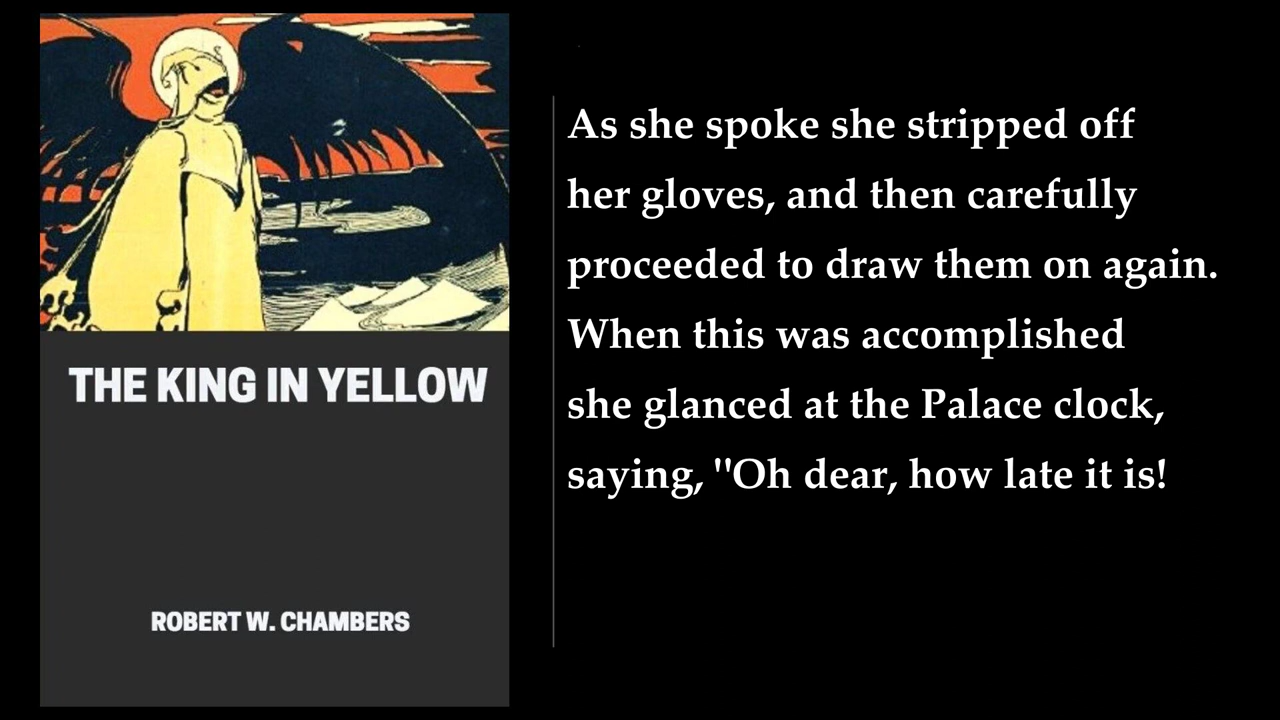 THE KING IN YELLOW
ROBERT W. CHAMBERS
As she spoke she stripped off
her gloves, and then carefully
proceeded to draw them on again.
When this was accomplished
she glanced at the Palace clock,
saying, "Oh dear, how late it is!